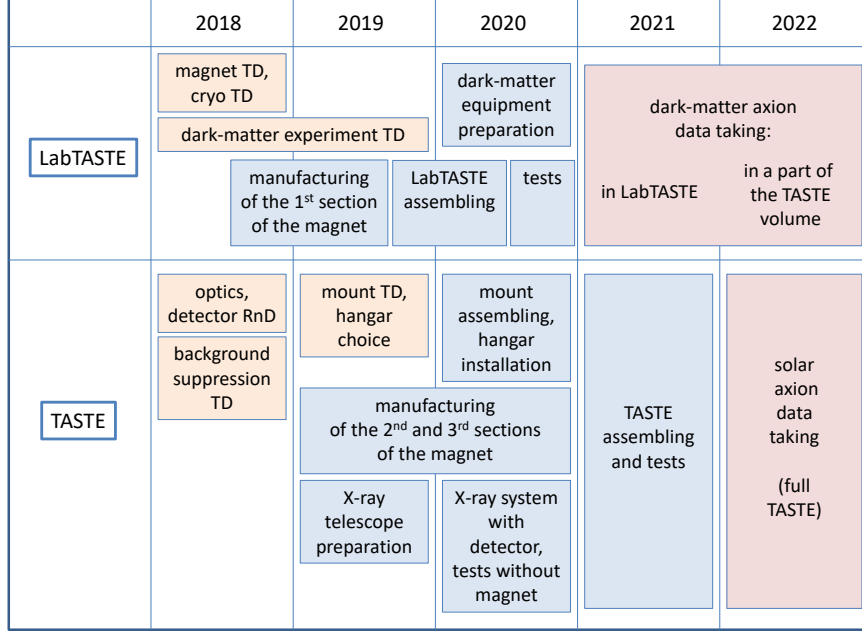 2018
2019
2020
2021
2022
LabTASTE
magnet TD,
cryo TD
dark-matter experiment TD
manufacturing
of the 1st section
of the magnet
LabTASTE
assembling
dark-matter
equipment
preparation
tests
dark-matter axion
data taking:
in LabTASTE
in a part of
the TASTE
volume
TASTE
optics,
detector RnD
background
suppression
TD
mount TD,
hangar
choice
mount
assembling,
hangar
installation
manufacturing
of the 2nd and 3rd sections
of the magnet
X-ray
telescope
preparation
X-ray system
with
detector,
tests without
magnet
TASTE
assembling
and tests
solar
axion
data
taking
(full
TASTE)